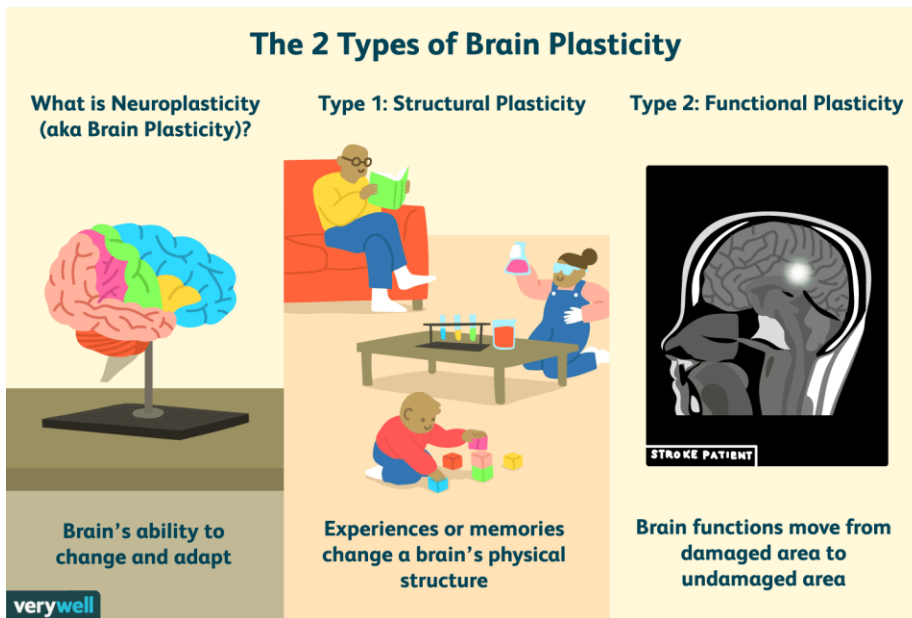 The 2 Types of Brain Plasticity
What is Neuroplasticity
(aka Brain Plasticity)?
Brain's ability to
change and adapt
Type 1: Structural Plasticity
Experiences or memories
change a brain's physical
structure
Type 2: Functional Plasticity
STROKE PATIENT
Brain functions move from
damaged area to
undamaged area
verywell